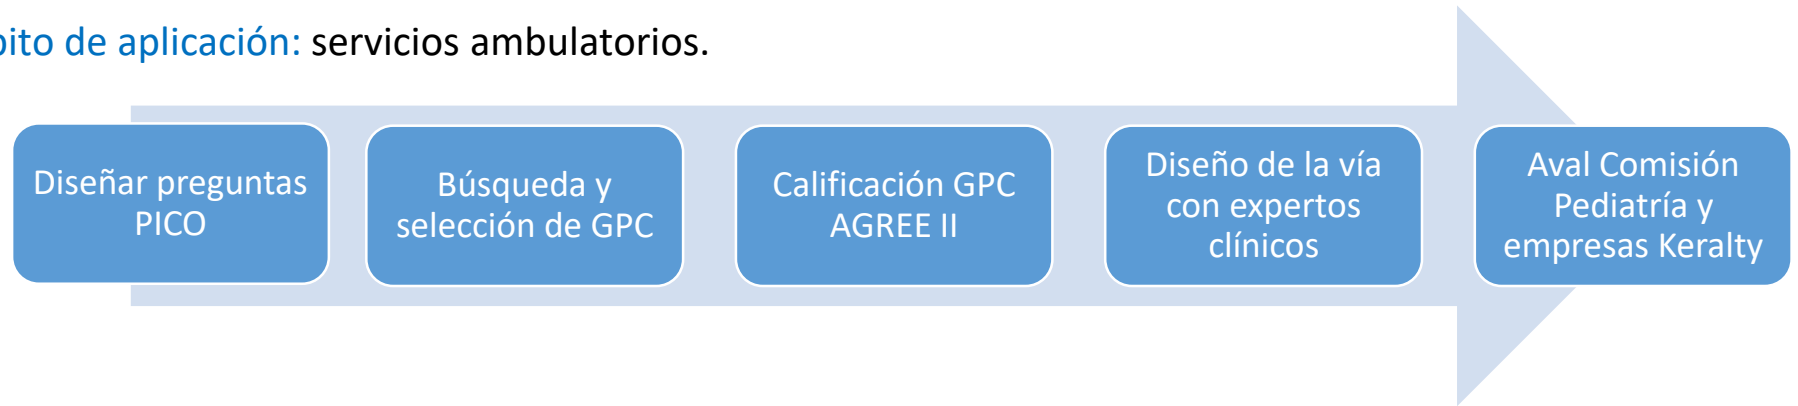 bito de aplicación: servicios ambulatorios.
Diseñar preguntas
PICO
Búsqueda y
selección de GPC
Calificación GPC
AGREE II
Diseño de la vía
con expertos
clínicos
Aval Comisión
Pediatría y
empresas Keralty